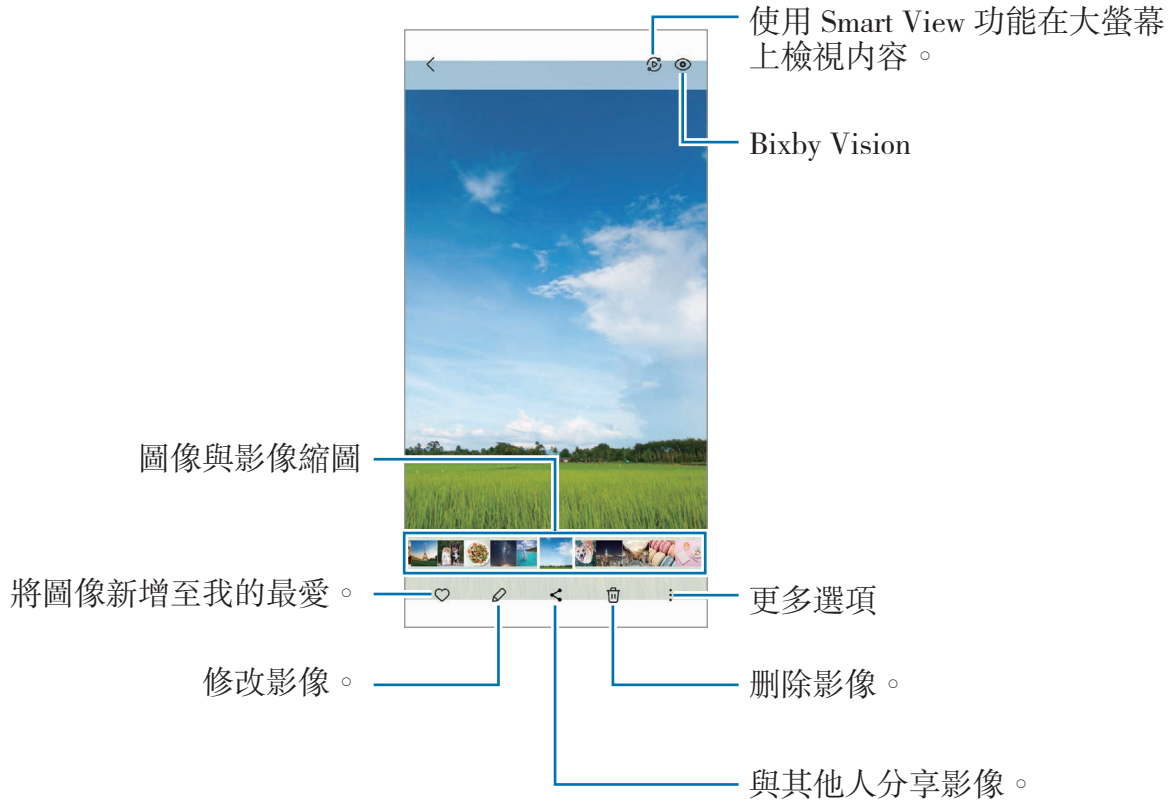 使用 Smart View 功能在大螢幕
上檢視內容。
Bixby Vision
圖像與影像縮圖
將圖像新增至我的最愛。
更多選項
修改影像。
刪除影像。
與其他人分享影像。